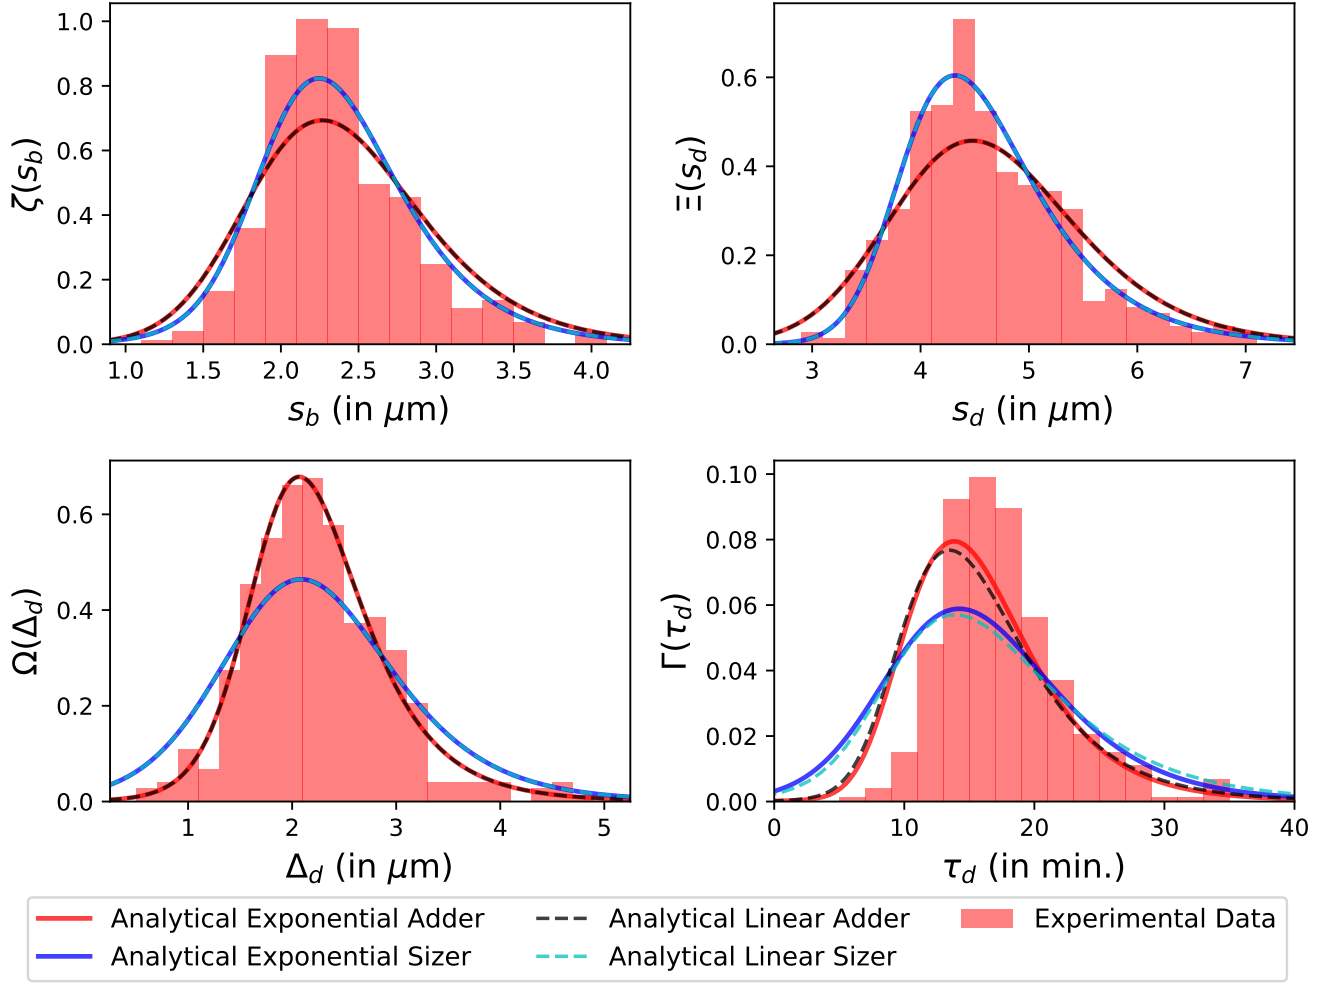 1.0
0.8
0.6
0.4
0.2
0.0
ζ(s_b)
1.0 1.5 2.0 2.5 3.0 3.5 4.0
s_b (in μm)
0.6
0.4
0.2
0.0
Ξ(s_d)
3 4 5 6 7
s_d (in μm)
0.6
0.4
0.2
0.0
Ω(Δ_d)
1 2 3 4 5
Δ_d (in μm)
0.10
0.08
0.06
0.04
0.02
0.00
Γ(τ_d)
0 10 20 30 40
τ_d (in min.)
Analytical Exponential Adder
Analytical Exponential Sizer
Analytical Linear Adder
Analytical Linear Sizer
Experimental Data